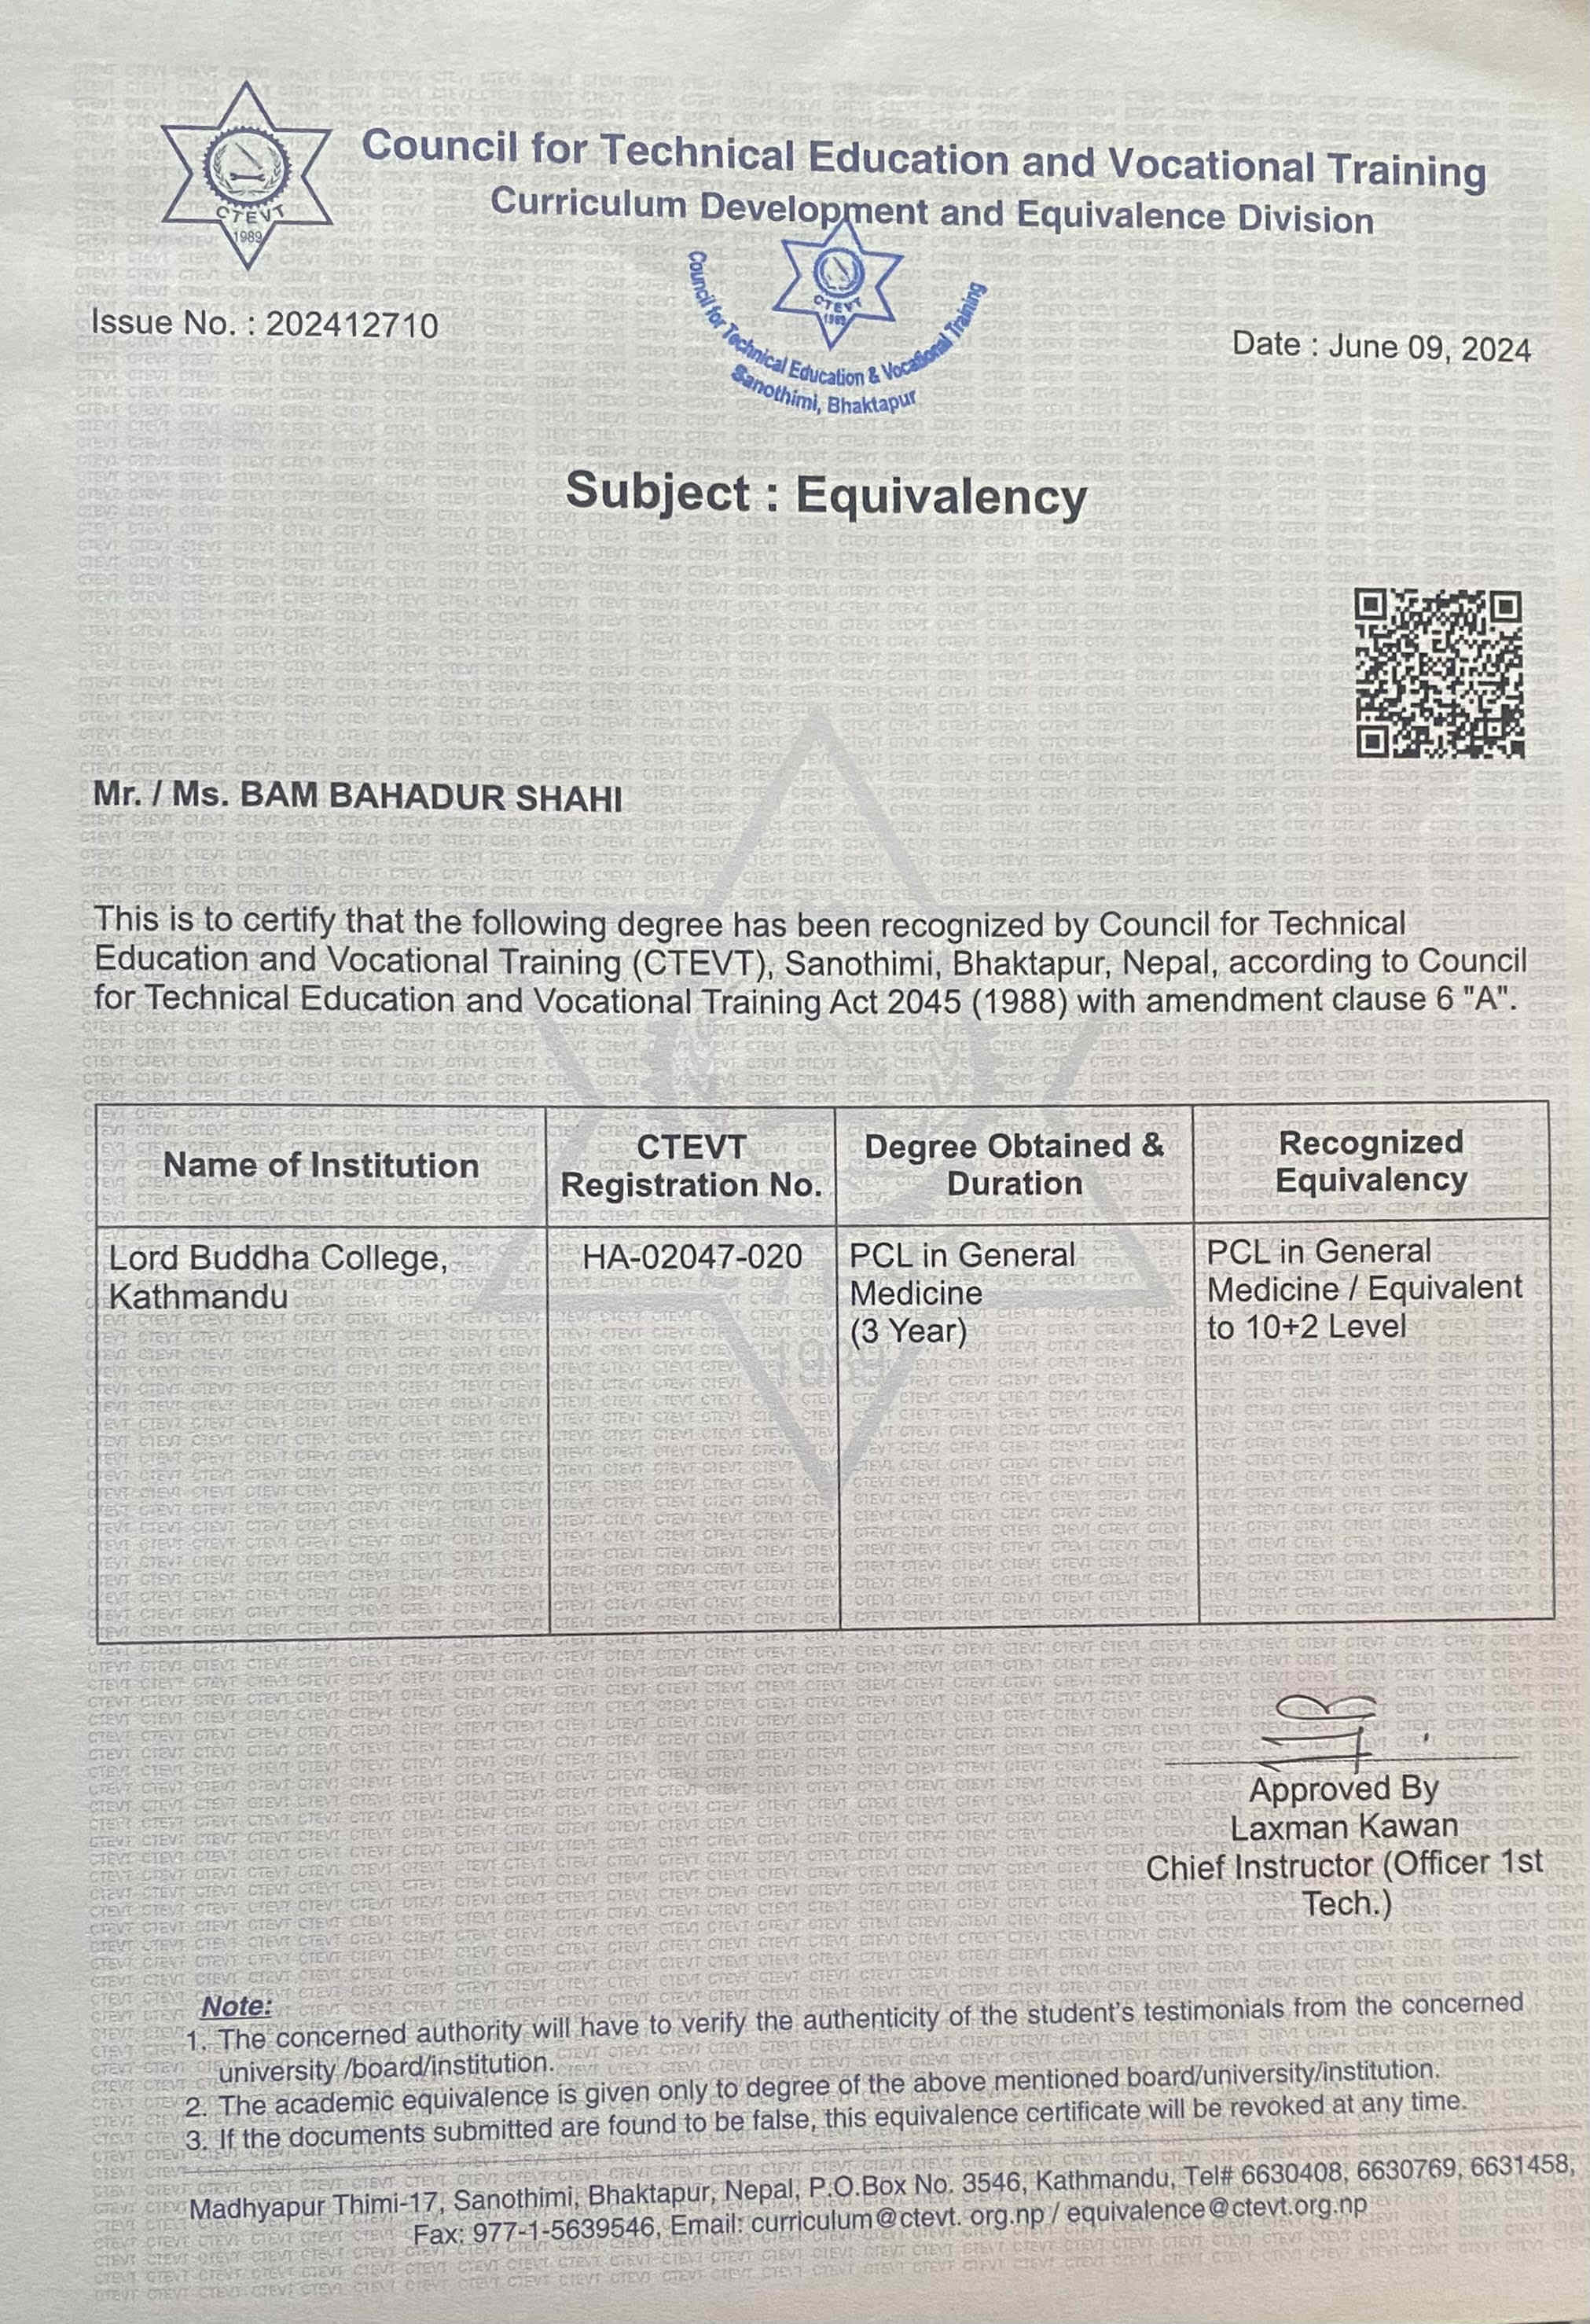 CTEVT
1989
Council for Technical Education and Vocational Training
Curriculum Development and Equivalence Division
CTEVT
1989
Council for Technical Education & Vocational Training
Sanothimi, Bhaktapur
Issue No. : 202412710
Date : June 09, 2024
Subject : Equivalency
Mr. / Ms. BAM BAHADUR SHAHI
This is to certify that the following degree has been recognized by Council for Technical
Education and Vocational Training (CTEVT), Sanothimi, Bhaktapur, Nepal, according to Council
for Technical Education and Vocational Training Act 2045 (1988) with amendment clause 6 "A".
Name of Institution
CTEVT
Registration No.
Degree Obtained &
Duration
Recognized
Equivalency
Lord Buddha College,
Kathmandu
HA-02047-020
PCL in General
Medicine
(3 Year)
PCL in General
Medicine / Equivalent
to 10+2 Level
Approved By
Laxman Kawan
Chief Instructor (Officer 1st
Tech.)
Note:
1. The concerned authority will have to verify the authenticity of the student's testimonials from the concerned
university /board/institution.
2. The academic equivalence is given only to degree of the above mentioned board/university/institution.
3. If the documents submitted are found to be false, this equivalence certificate will be revoked at any time.
Madhyapur Thimi-17, Sanothimi, Bhaktapur, Nepal, P.O.Box No. 3546, Kathmandu, Tel# 6630408, 6630769, 6631458,
Fax: 977-1-5639546, Email: curriculum@ctevt. org.np / equivalence@ctevt.org.np